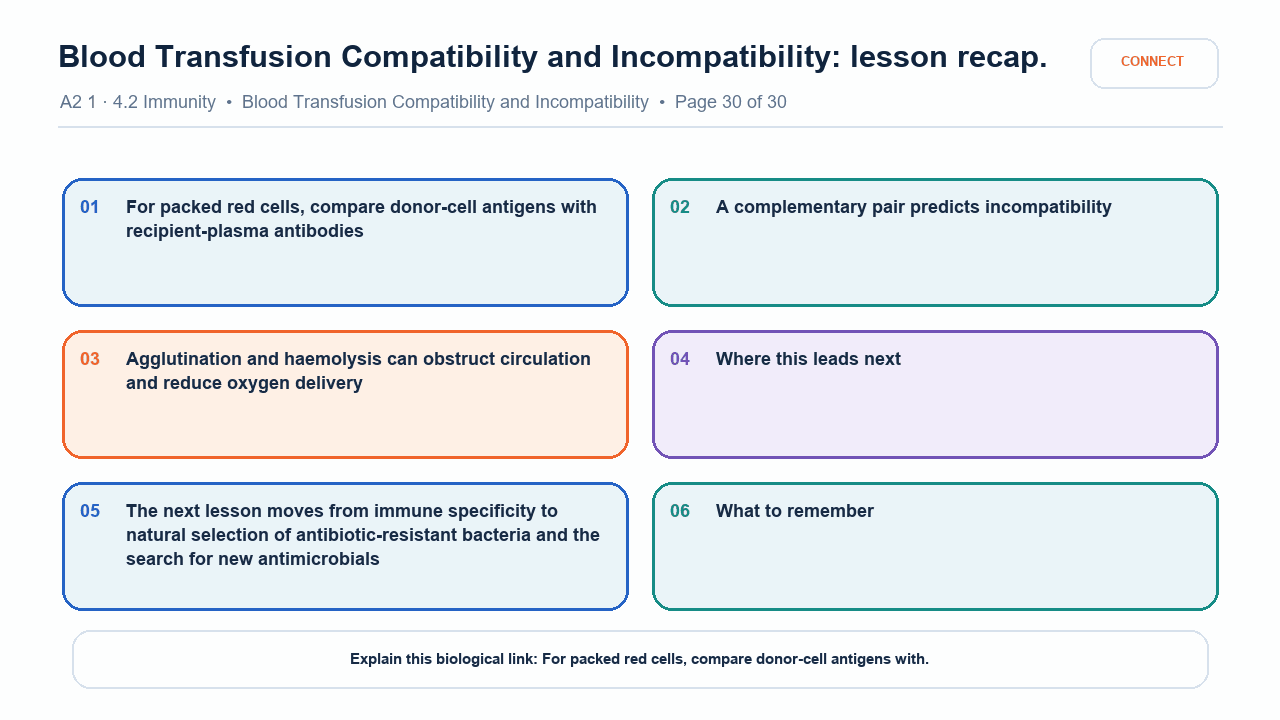 Blood Transfusion Compatibility and Incompatibility: lesson recap.
CONNECT
A2 1 · 4.2 Immunity • Blood Transfusion Compatibility and Incompatibility • Page 30 of 30
01 For packed red cells, compare donor-cell antigens with
recipient-plasma antibodies
02 A complementary pair predicts incompatibility
03 Agglutination and haemolysis can obstruct circulation
and reduce oxygen delivery
04 Where this leads next
05 The next lesson moves from immune specificity to
natural selection of antibiotic-resistant bacteria and the
search for new antimicrobials
06 What to remember
Explain this biological link: For packed red cells, compare donor-cell antigens with.